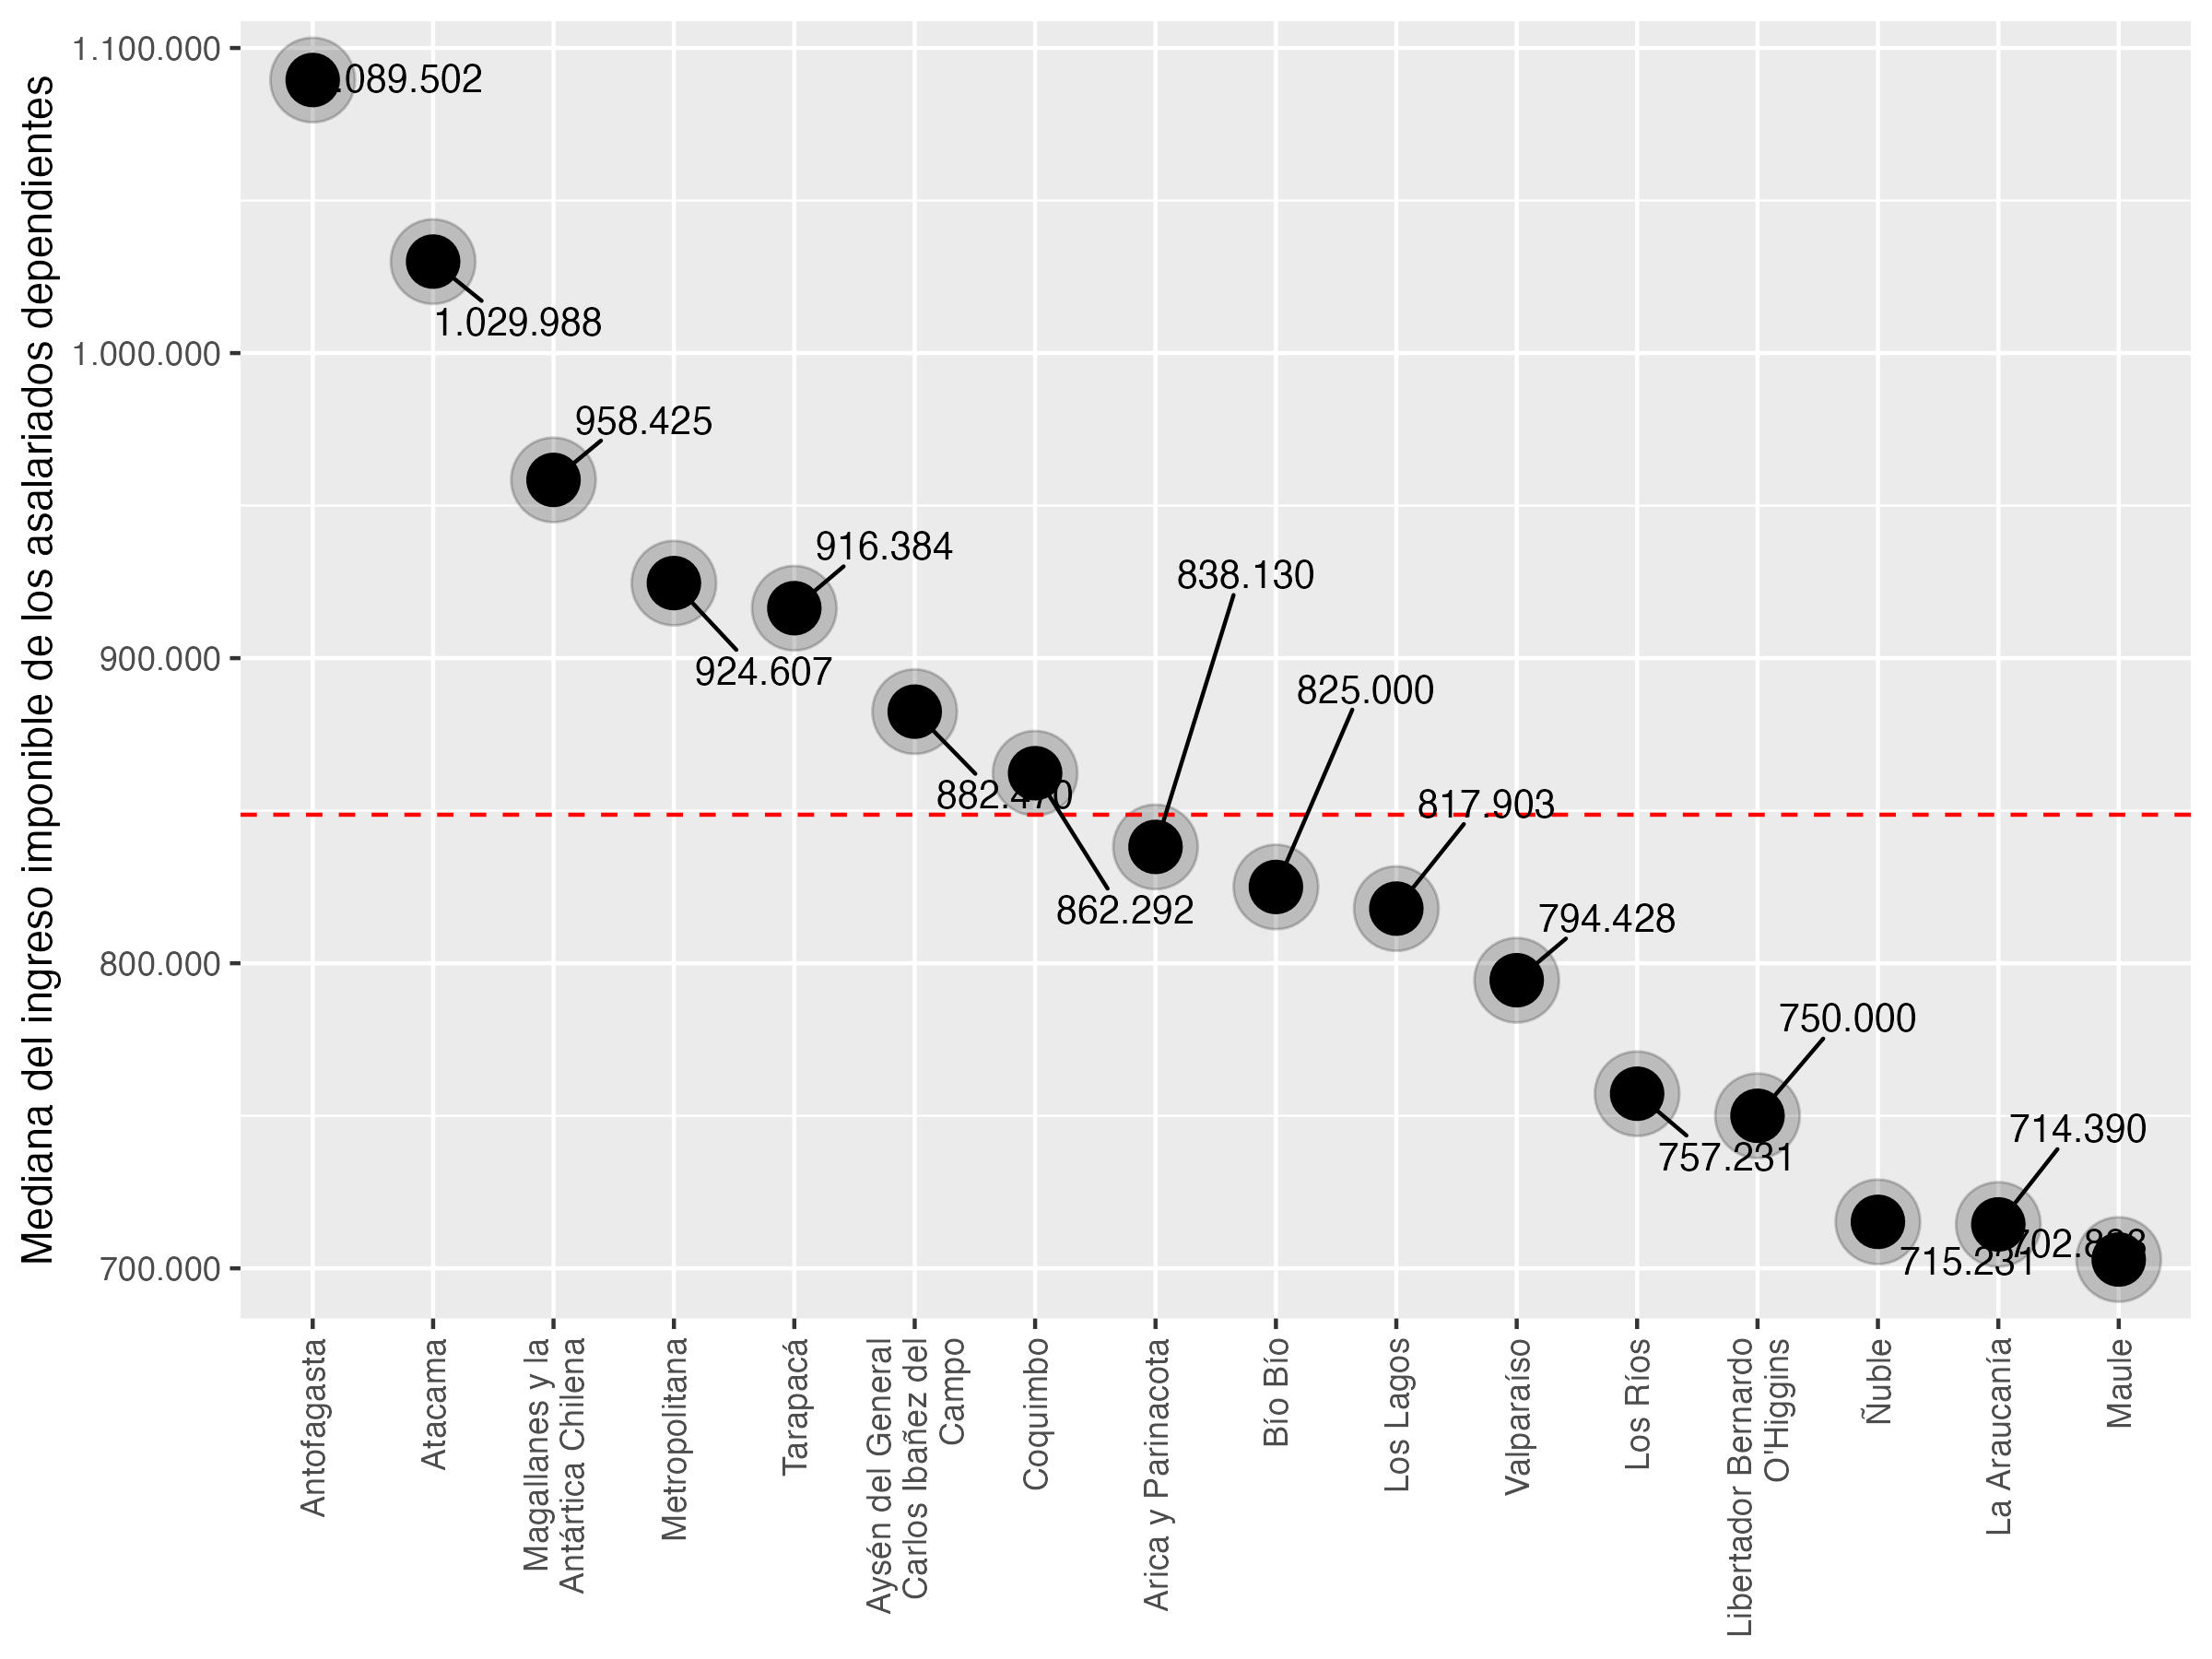 Mediana del ingreso imponible de los asalariados dependientes
1.100.000
1.000.000
900.000
800.000
700.000
.089.502
1.029.988
958.425
924.607
916.384
882.470
862.292
838.130
825.000
817.903
794.428
757.231
750.000
715.231
714.390
Antofagasta
Atacama
Magallanes y la
Antártica Chilena
Metropolitana
Tarapacá
Aysén del General
Carlos Ibañez del
Campo
Coquimbo
Arica y Parinacota
Bío Bío
Los Lagos
Valparaíso
Los Ríos
Libertador Bernardo
O'Higgins
Ñuble
La Araucanía
Maule